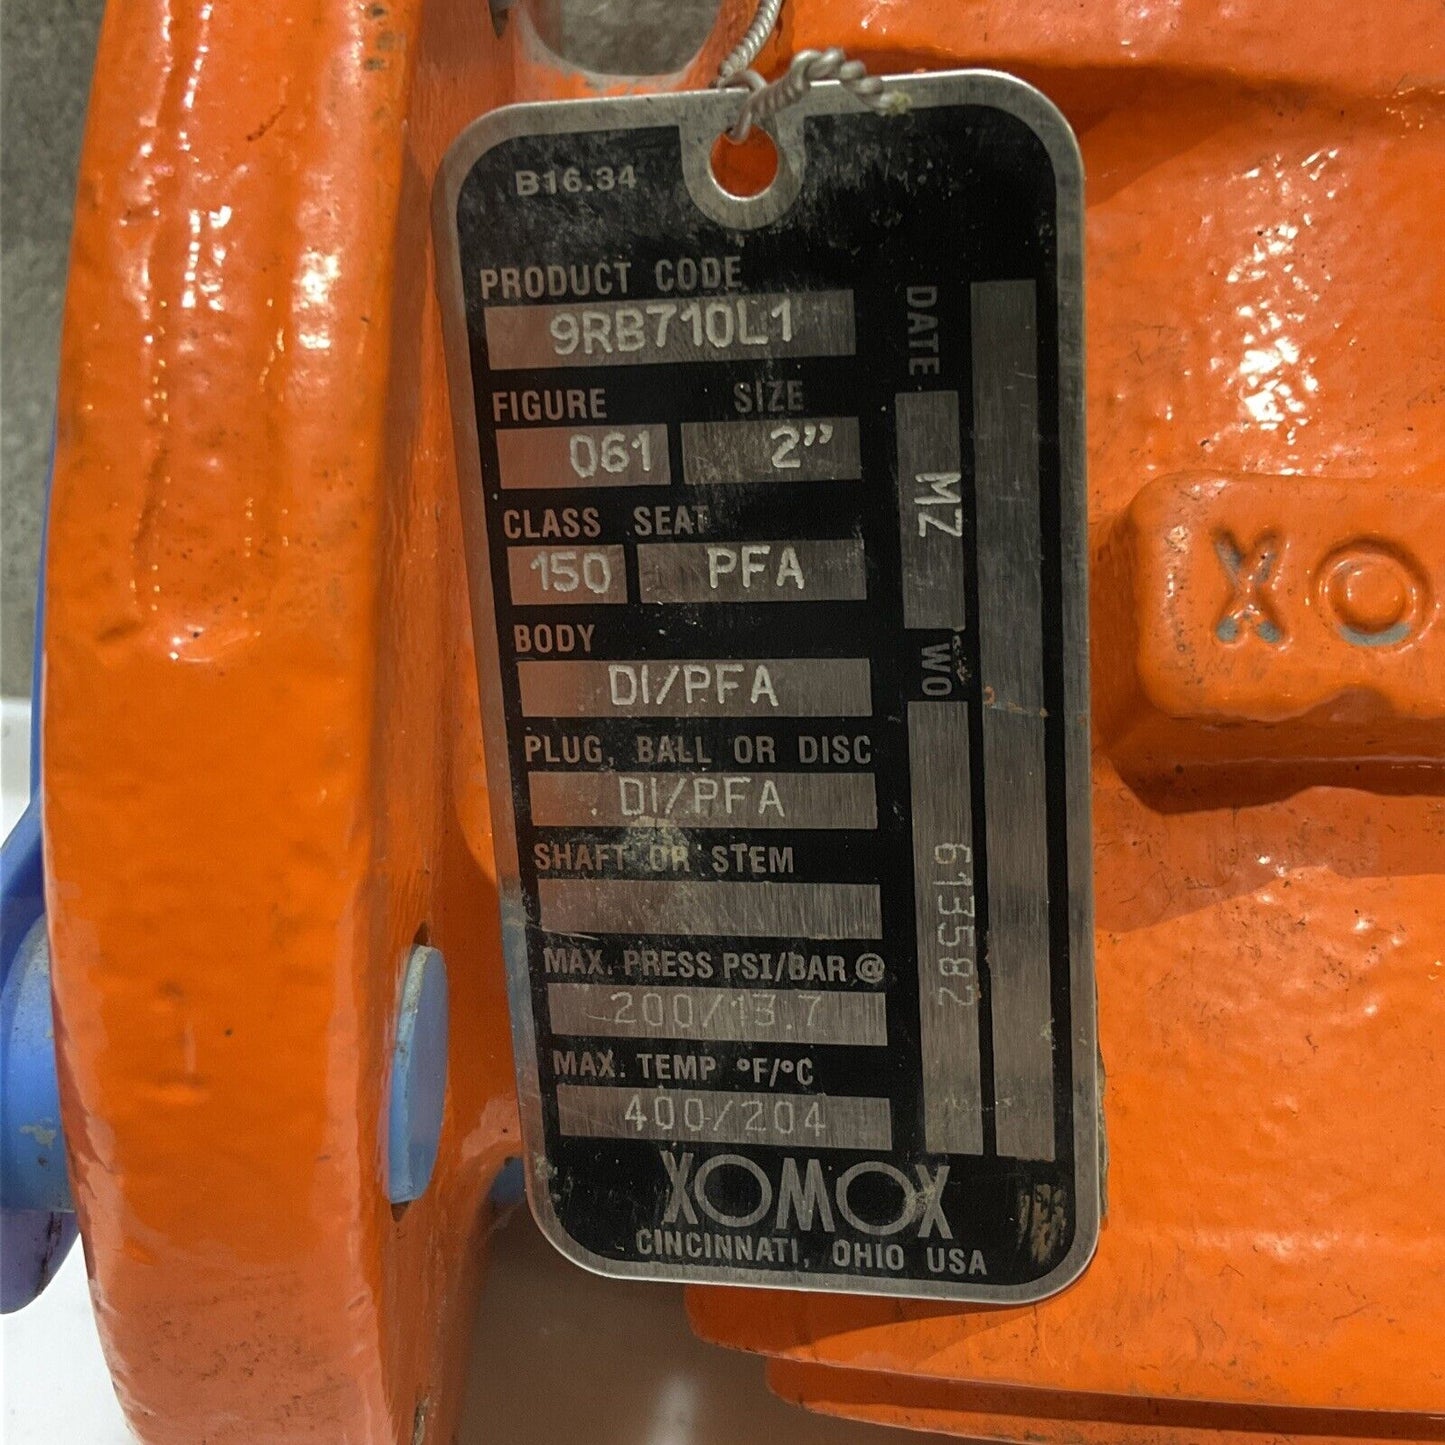 B16.34
PRODUCT CODE
9RB710L1
FIGURE SIZE
061 2”
CLASS SEAT
150 PFA
BODY
DI/PFA
PLUG, BALL OR DISC
DI/PFA
SHAFT OR STEM
MAX. PRESS PSI/BAR @
200/13.7
MAX. TEMP °F/°C
400/204
XOMOX
CINCINNATI, OHIO USA
DATE
MZ
WO
613582
XO